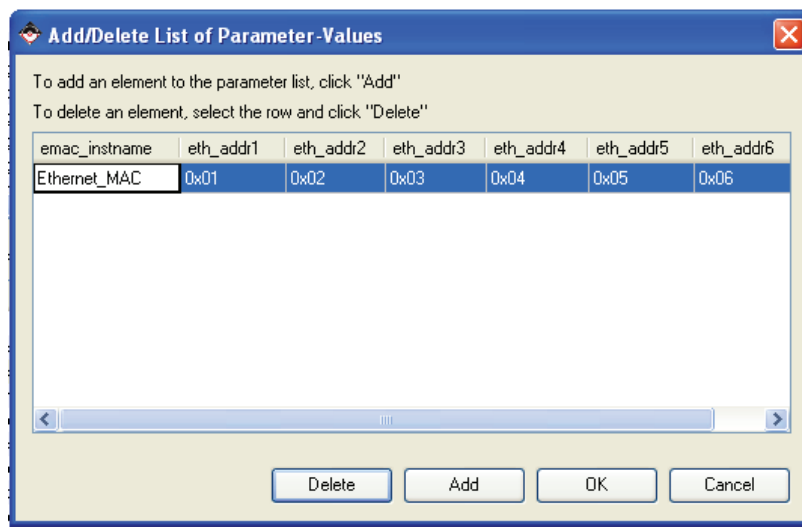 Add/Delete List of Parameter-Values
To add an element to the parameter list, click "Add"
To delete an element, select the row and click "Delete"
emac_instname eth_addr1 eth_addr2 eth_addr3 eth_addr4 eth_addr5 eth_addr6
Ethernet_MAC 0x01 0x02 0x03 0x04 0x05 0x06
Delete Add OK Cancel